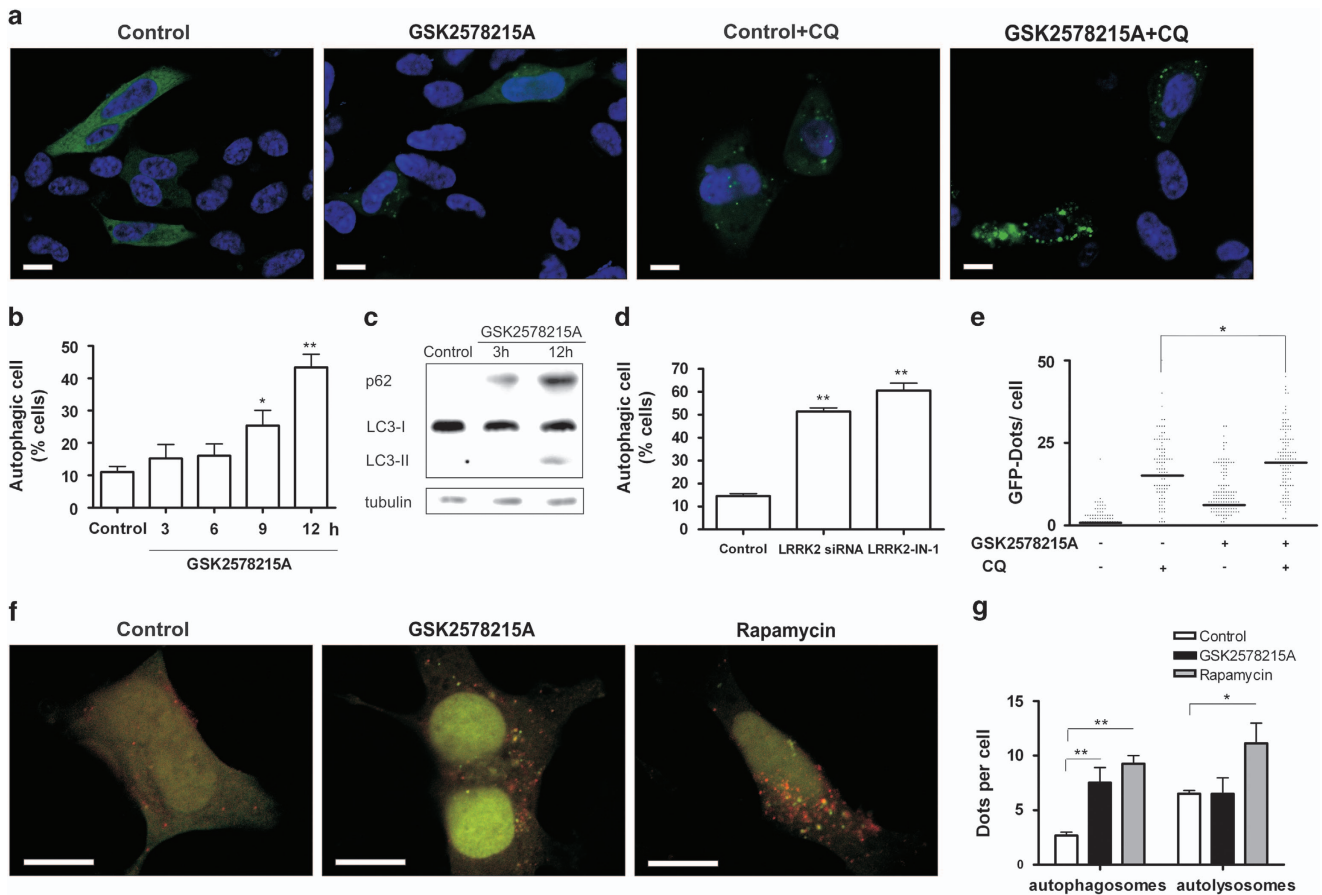 a
Control
GSK2578215A
Control+CQ
GSK2578215A+CQ
b
Autophagic cell
(% cells)
50
40
30
20
10
0
**
*
Control 3 6 9 12 h
GSK2578215A
c
GSK2578215A
Control 3h 12h
p62
LC3-I
LC3-II
tubulin
d
Autophagic cell
(% cells)
70
60
50
40
30
20
10
0
**
**
Control LRRK2 siRNA LRRK2-IN-1
e
GFP-Dots/ cell
50
25
0
*
GSK2578215A - - + +
CQ - + - +
f
Control
GSK2578215A
Rapamycin
g
Control
GSK2578215A
Rapamycin
Dots per cell
15
10
5
0
**
**
*
autophagosomes autolysosomes